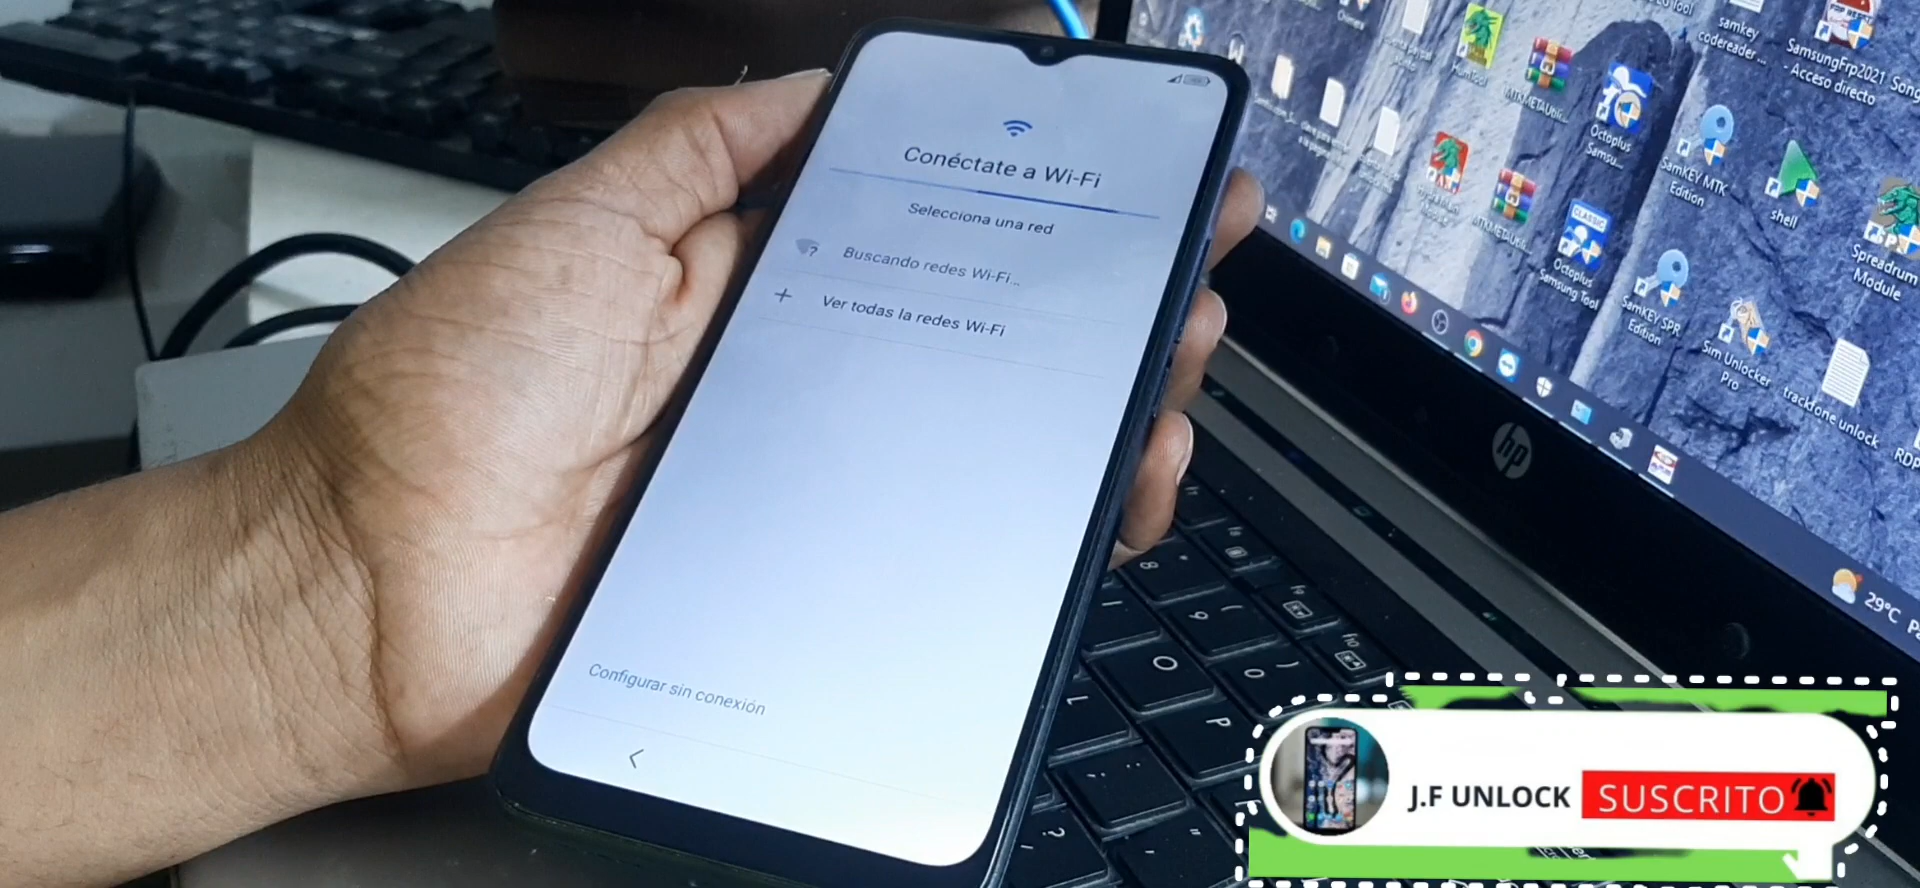 Conéctate a Wi-Fi
Selecciona una red
Buscando redes Wi-Fi...
Ver todas la redes Wi-Fi
Configurar sin conexión
samkey
codereader ...
SamsungFrp2021
- Acceso directo
Octoplus
Samsu...
SamKEY MTK
Edition
shell
Spreadrum
Module
CLASSIC
Octoplus
Samsung Tool
SamKEY SPR
Edition
Sim Unlocker
Pro
trackfone unlock
hp
29°C
J.F UNLOCK
SUSCRITO